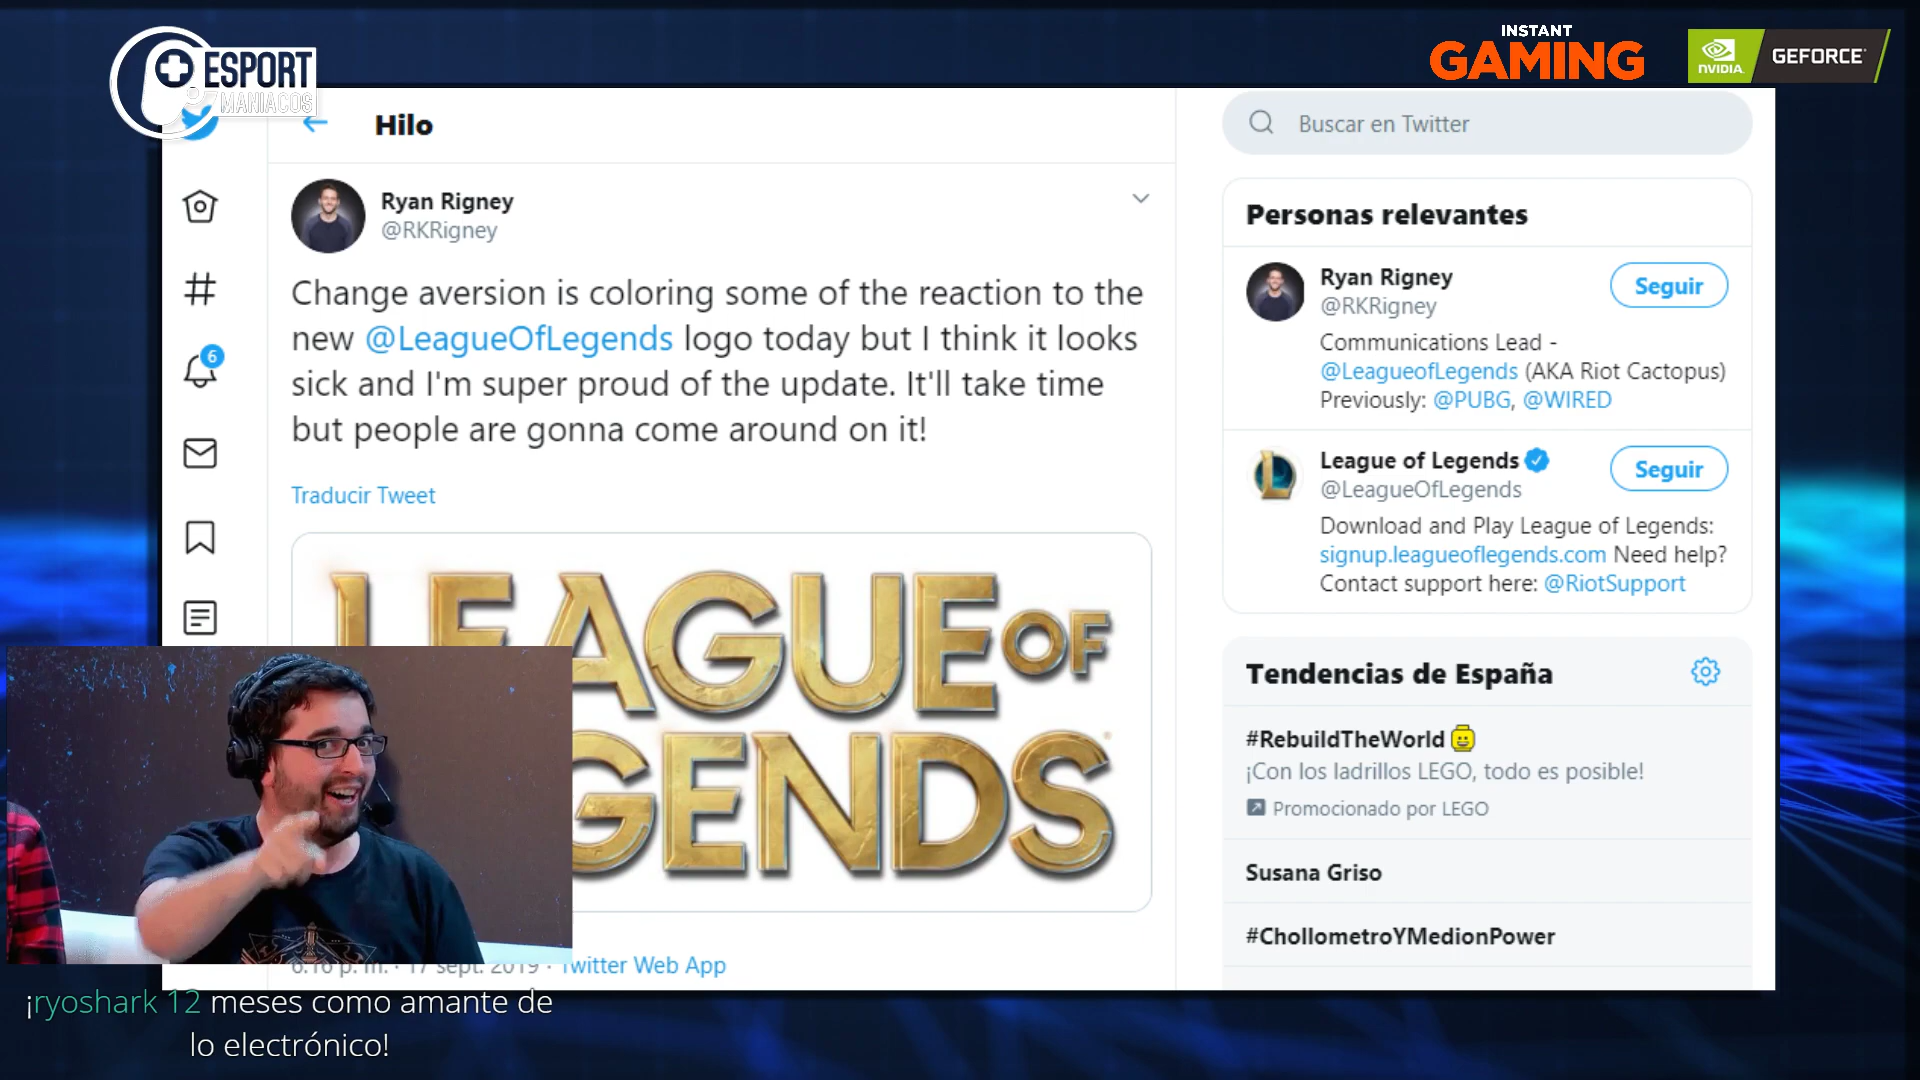 ESPORT
MANIACOS
INSTANT
GAMING
NVIDIA.
GEFORCE
Hilo
Buscar en Twitter
Ryan Rigney
@RKRigney
Change aversion is coloring some of the reaction to the
new @LeagueOfLegends logo today but I think it looks
sick and I'm super proud of the update. It'll take time
but people are gonna come around on it!
Traducir Tweet
LEAGUE OF
GENDS
6:16 p. m. · 17 sept. 2019 · Twitter Web App
6
Personas relevantes
Ryan Rigney
@RKRigney
Seguir
Communications Lead -
@LeagueofLegends (AKA Riot Cactopus)
Previously: @PUBG, @WIRED
League of Legends
@LeagueOfLegends
Seguir
Download and Play League of Legends:
signup.leagueoflegends.com Need help?
Contact support here: @RiotSupport
Tendencias de España
#RebuildTheWorld
¡Con los ladrillos LEGO, todo es posible!
Promocionado por LEGO
Susana Griso
#ChollometroYMedionPower
¡ryoshark 12 meses como amante de
lo electrónico!